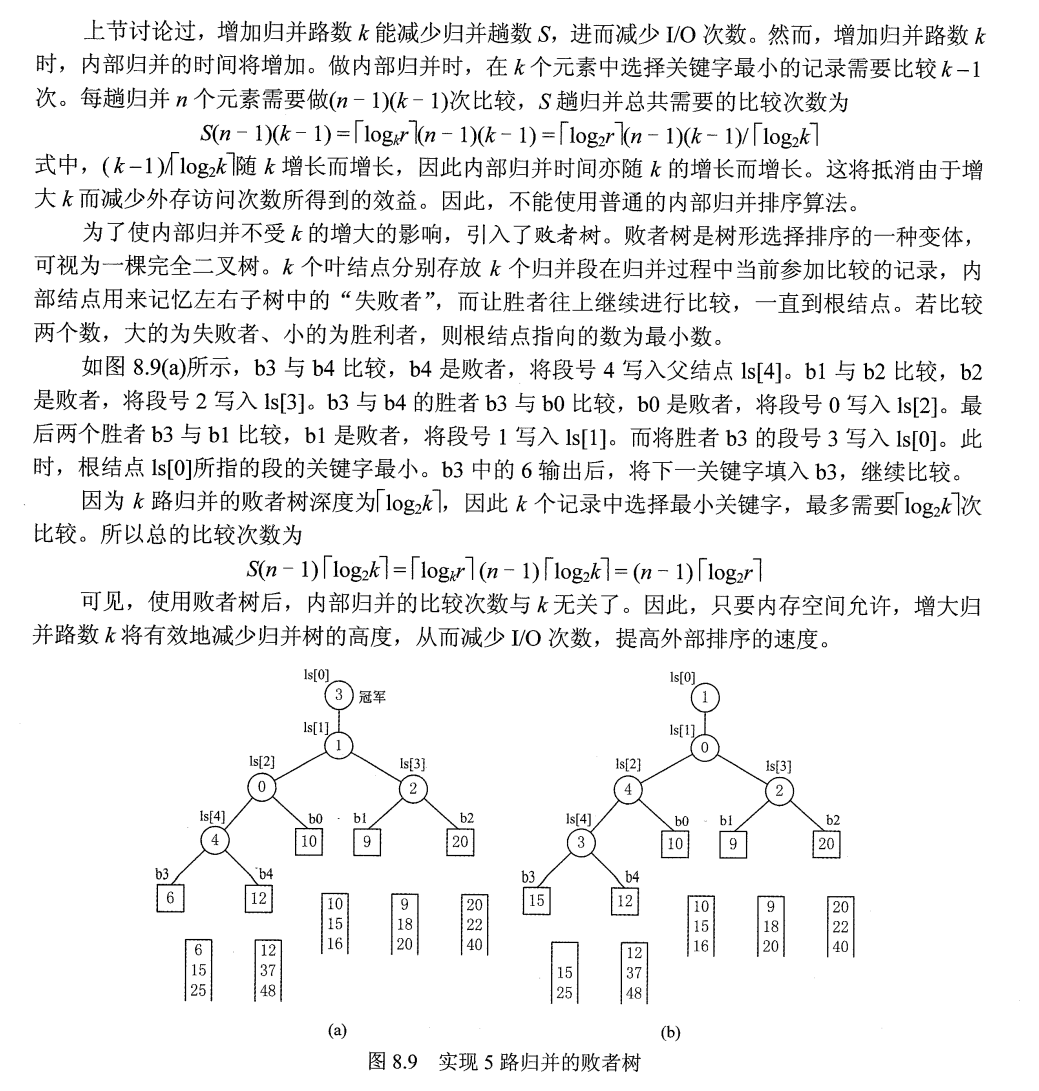 上节讨论过，增加归并路数 k 能减少归并趟数 S，进而减少 I/O 次数。然而，增加归并路数 k
时，内部归并的时间将增加。做内部归并时，在 k 个元素中选择关键字最小的记录需要比较 k－1
次。每趟归并 n 个元素需要做(n－1)(k－1)次比较，S 趟归并总共需要的比较次数为
S(n－1)(k－1)＝⌈logₖr⌉(n－1)(k－1)＝⌈log₂r⌉(n－1)(k－1)/⌈log₂k⌉
式中，(k－1)/⌈log₂k⌉随 k 增长而增长，因此内部归并时间亦随 k 的增长而增长。这将抵消由于增
大 k 而减少外存访问次数所得到的效益。因此，不能使用普通的内部归并排序算法。
为了使内部归并不受 k 的增大的影响，引入了败者树。败者树是树形选择排序的一种变体，
可视为一棵完全二叉树。k 个叶结点分别存放 k 个归并段在归并过程中当前参加比较的记录，内
部结点用来记忆左右子树中的“失败者”，而让胜者往上继续进行比较，一直到根结点。若比较
两个数，大的为失败者、小的为胜利者，则根结点指向的数为最小数。
如图 8.9(a)所示，b3 与 b4 比较，b4 是败者，将段号 4 写入父结点 ls[4]。b1 与 b2 比较，b2
是败者，将段号 2 写入 ls[3]。b3 与 b4 的胜者 b3 与 b0 比较，b0 是败者，将段号 0 写入 ls[2]。最
后两个胜者 b3 与 b1 比较，b1 是败者，将段号 1 写入 ls[1]。而将胜者 b3 的段号 3 写入 ls[0]。此
时，根结点 ls[0]所指的段的关键字最小。b3 中的 6 输出后，将下一关键字填入 b3，继续比较。
因为 k 路归并的败者树深度为⌈log₂k⌉，因此 k 个记录中选择最小关键字，最多需要⌈log₂k⌉次
比较。所以总的比较次数为
S(n－1)⌈log₂k⌉＝⌈logₖr⌉(n－1)⌈log₂k⌉＝(n－1)⌈log₂r⌉
可见，使用败者树后，内部归并的比较次数与 k 无关了。因此，只要内存空间允许，增大归
并路数 k 将有效地减少归并树的高度，从而减少 I/O 次数，提高外部排序的速度。
ls[0]
3 冠军
ls[1]
1
ls[2] ls[3]
0 2
ls[4] b0 b1 b2
4 10 9 20
b3 b4
6 12
10 9 20
15 18 22
16 20 40
6 12
15 37
25 48
(a)
ls[0]
1
ls[1]
0
ls[2] ls[3]
4 2
ls[4] b0 b1 b2
3 10 9 20
b3 b4
15 12
10 9 20
15 18 22
16 20 40
12
15 37
25 48
(b)
图 8.9 实现 5 路归并的败者树